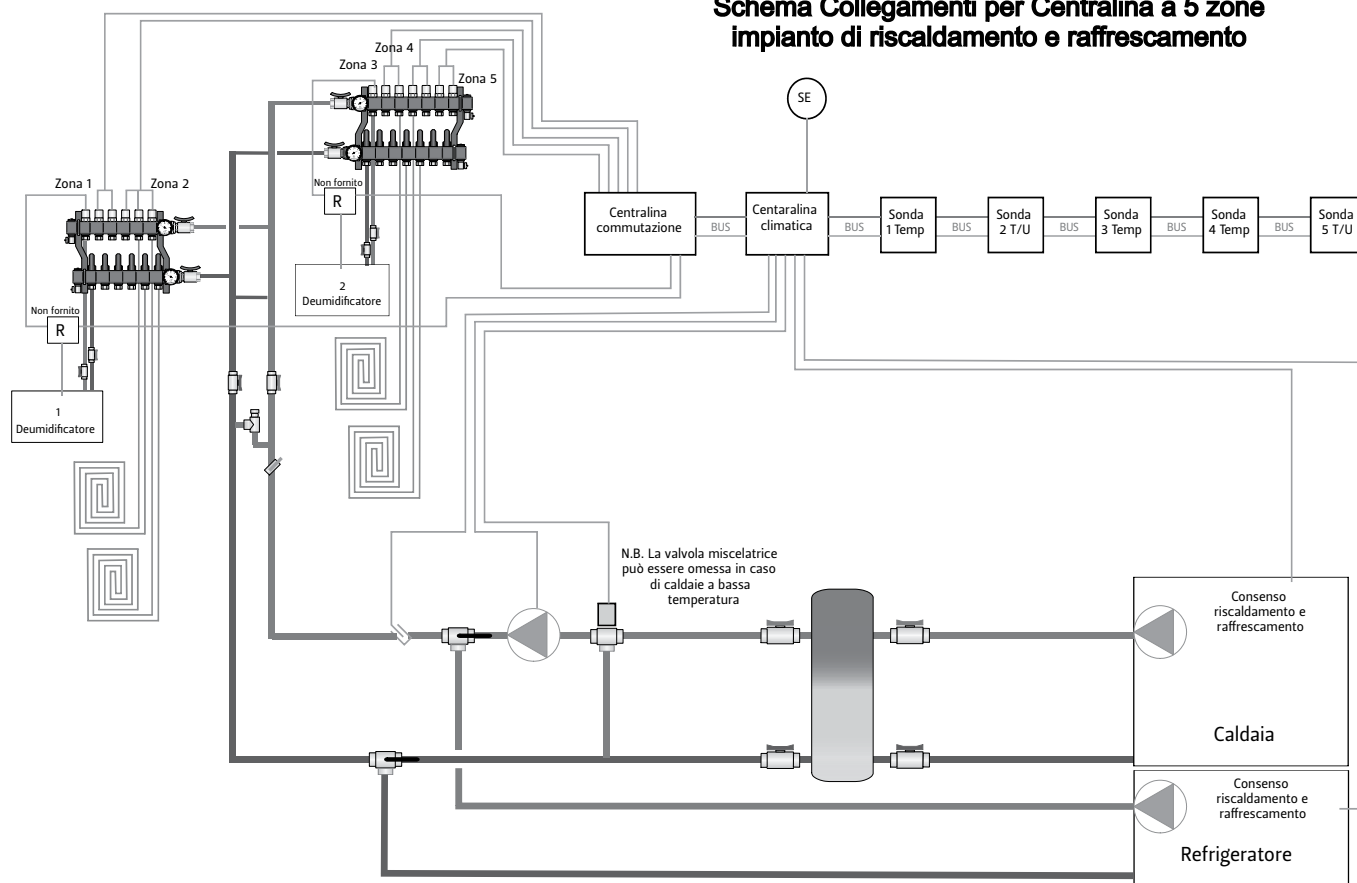 Schema Collegamenti per Centralina a 5 zone
impianto di riscaldamento e raffrescamento
Zona 4
Zona 3
Zona 5
SE
Zona 1
Zona 2
Non fornito
R
Centralina
commutazione
BUS
Centaralina
climatica
BUS
Sonda
1 Temp
BUS
Sonda
2 T/U
BUS
Sonda
3 Temp
BUS
Sonda
4 Temp
BUS
Sonda
5 T/U
2
Deumidificatore
Non fornito
R
1
Deumidificatore
N.B. La valvola miscelatrice
può essere omessa in caso
di caldaie a bassa
temperatura
Consenso
riscaldamento e
raffrescamento
Caldaia
Consenso
riscaldamento e
raffrescamento
Refrigeratore